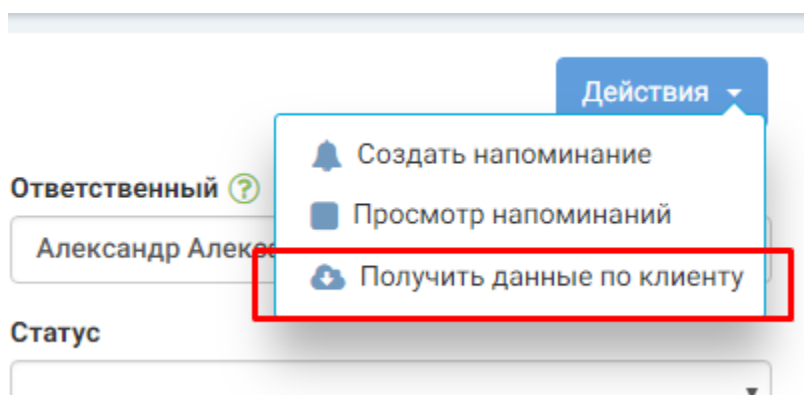 Действия
Создать напоминание
Ответственный
Просмотр напоминаний
Александр
Получить данные по клиенту
Статус